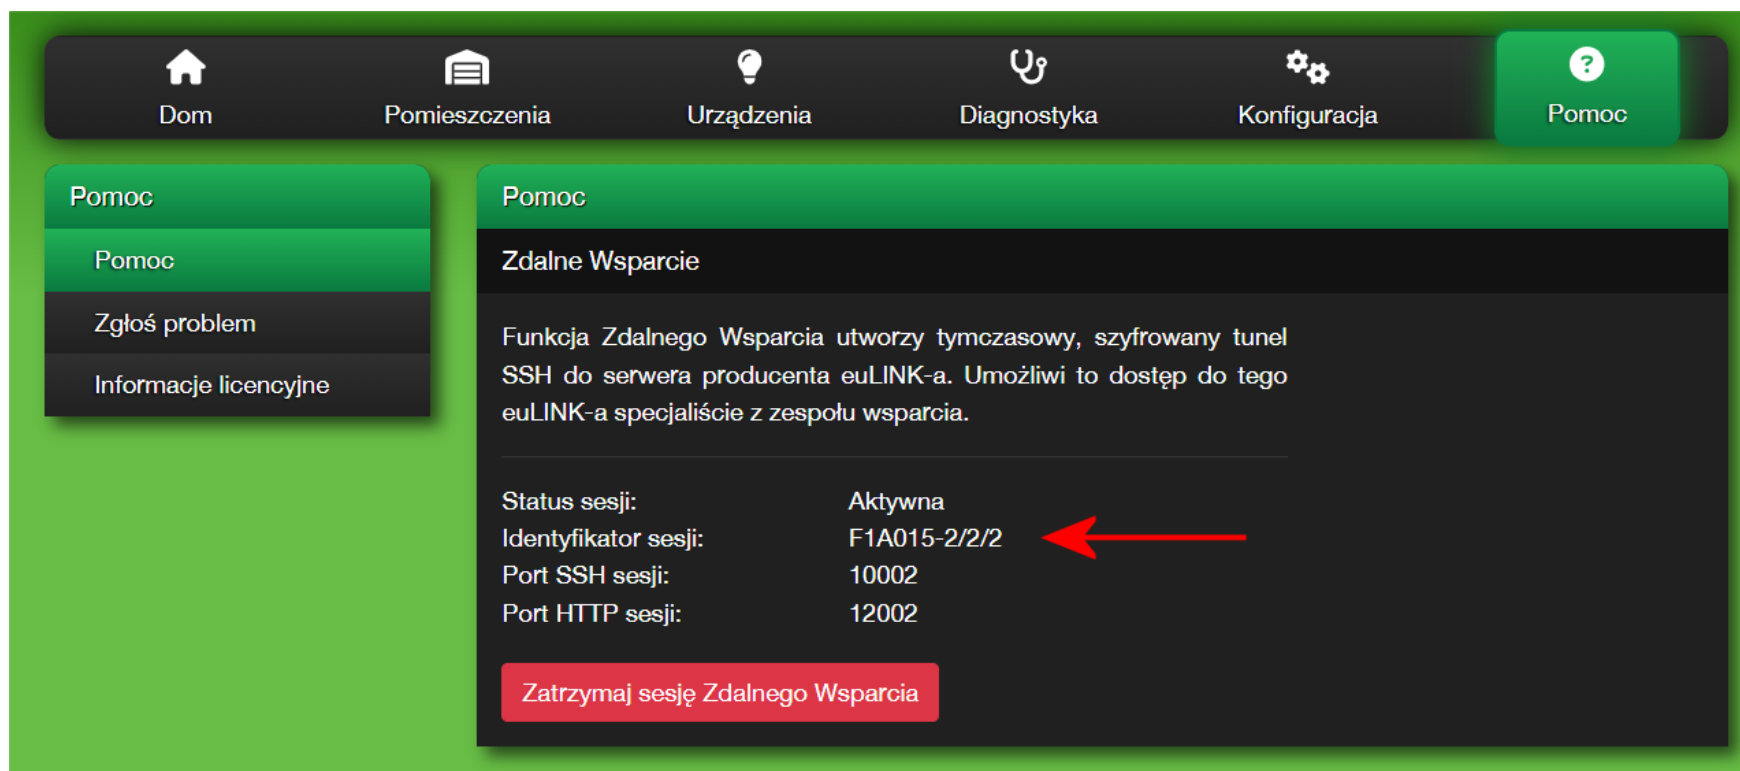 Dom
Pomieszczenia
Urządzenia
Diagnostyka
Konfiguracja
Pomoc
Pomoc
Pomoc
Zgłoś problem
Informacje licencyjne
Pomoc
Zdalne Wsparcie
Funkcja Zdalnego Wsparcia utworzy tymczasowy, szyfrowany tunel
SSH do serwera producenta euLINK-a. Umożliwi to dostęp do tego
euLINK-a specjaliście z zespołu wsparcia.
Status sesji: Aktywna
Identyfikator sesji: F1A015-2/2/2
Port SSH sesji: 10002
Port HTTP sesji: 12002
Zatrzymaj sesję Zdalnego Wsparcia